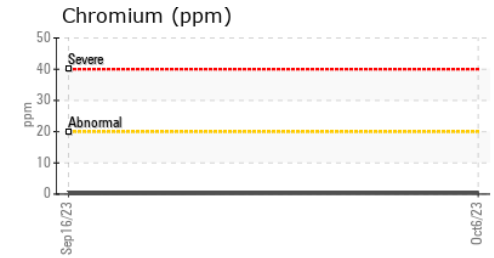 Chromium (ppm)
50
Severe
40
30
ppm
Abnormal
20
10
0
Sep16/23
Oct6/23